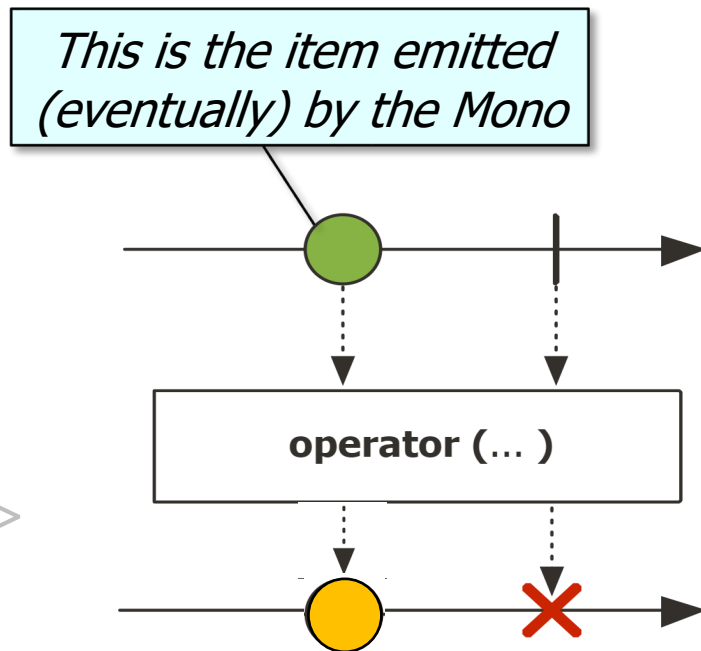 This is the item emitted
(eventually) by the Mono
operator (... )
>